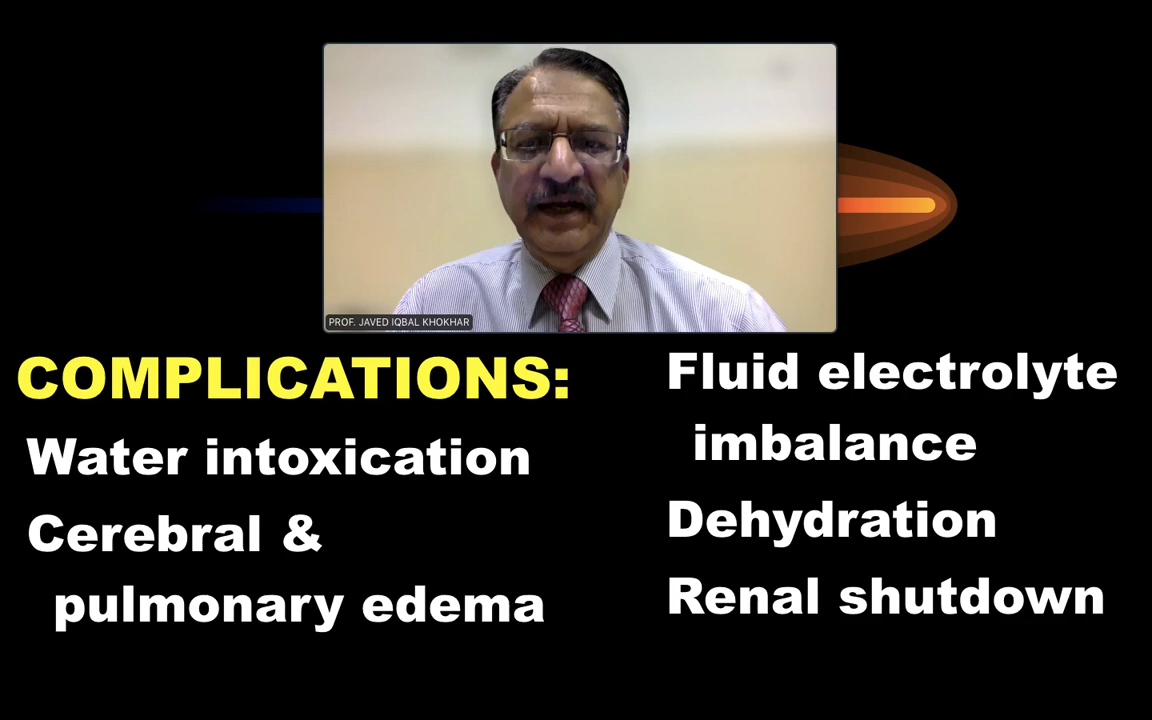 PROF. JAVED IQBAL KHOKHAR
COMPLICATIONS:
Water intoxication
Cerebral &
pulmonary edema
Fluid electrolyte
imbalance
Dehydration
Renal shutdown